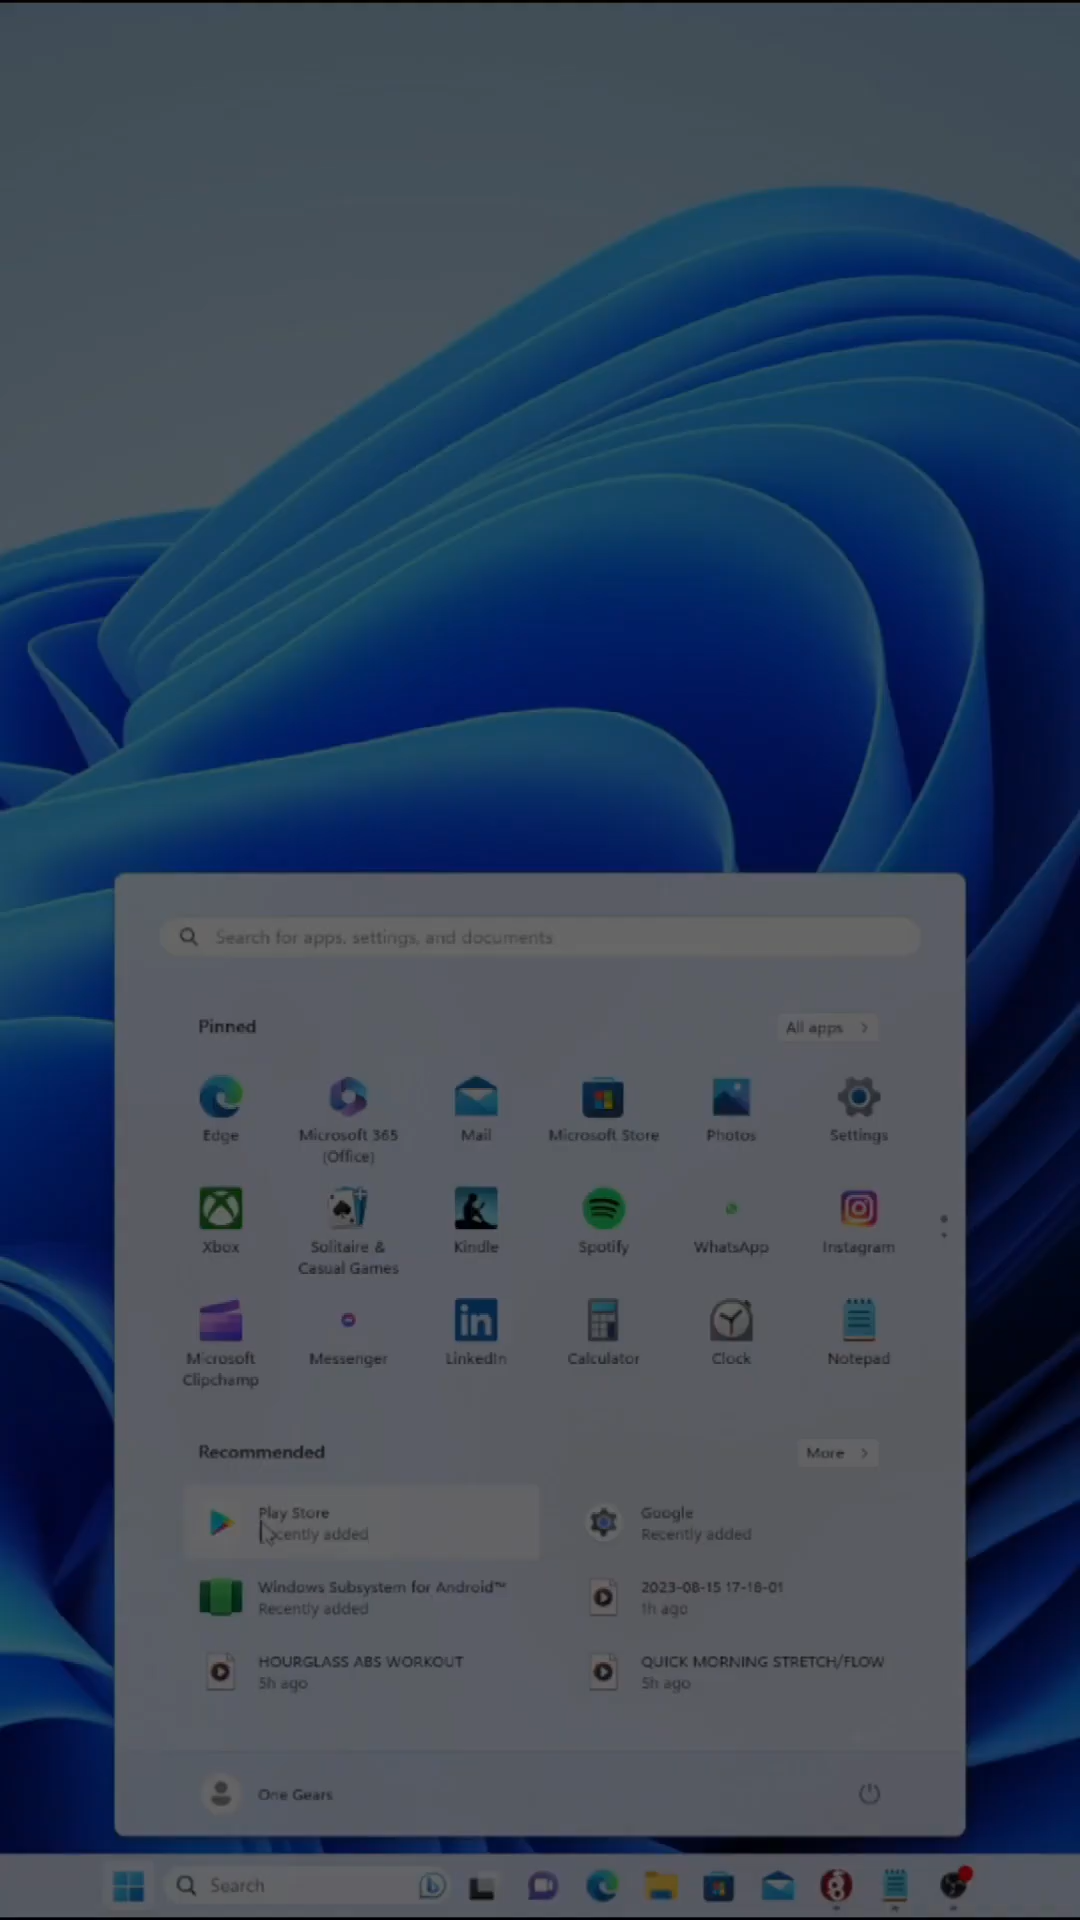 Search for apps, settings, and documents
Pinned
All apps
Edge
Microsoft 365
(Office)
Mail
Microsoft Store
Photos
Settings
Xbox
Solitaire &
Casual Games
Kindle
Spotify
WhatsApp
Instagram
Microsoft
Clipchamp
Messenger
LinkedIn
Calculator
Clock
Notepad
Recommended
More
Play Store
Recently added
Google
Recently added
Windows Subsystem for Android™
Recently added
2023-08-15 17-18-01
1h ago
HOURGLASS ABS WORKOUT
5h ago
QUICK MORNING STRETCH/FLOW
5h ago
One Gears
Search